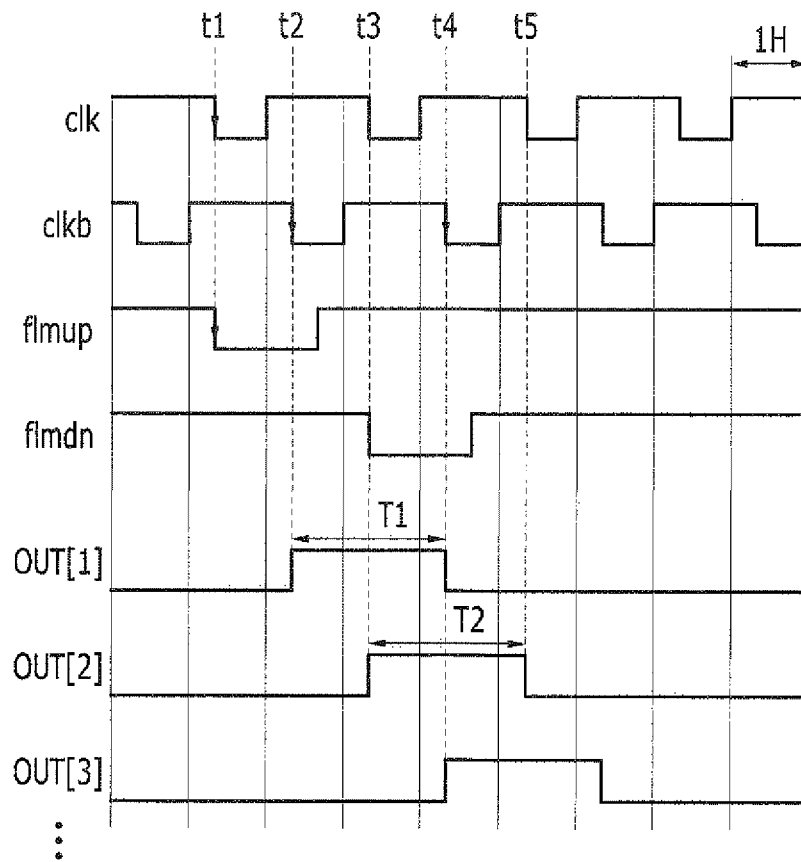 t1 t2 t3 t4 t5
1H
clk
clkb
flmup
flmdn
T1
OUT[1]
T2
OUT[2]
OUT[3]